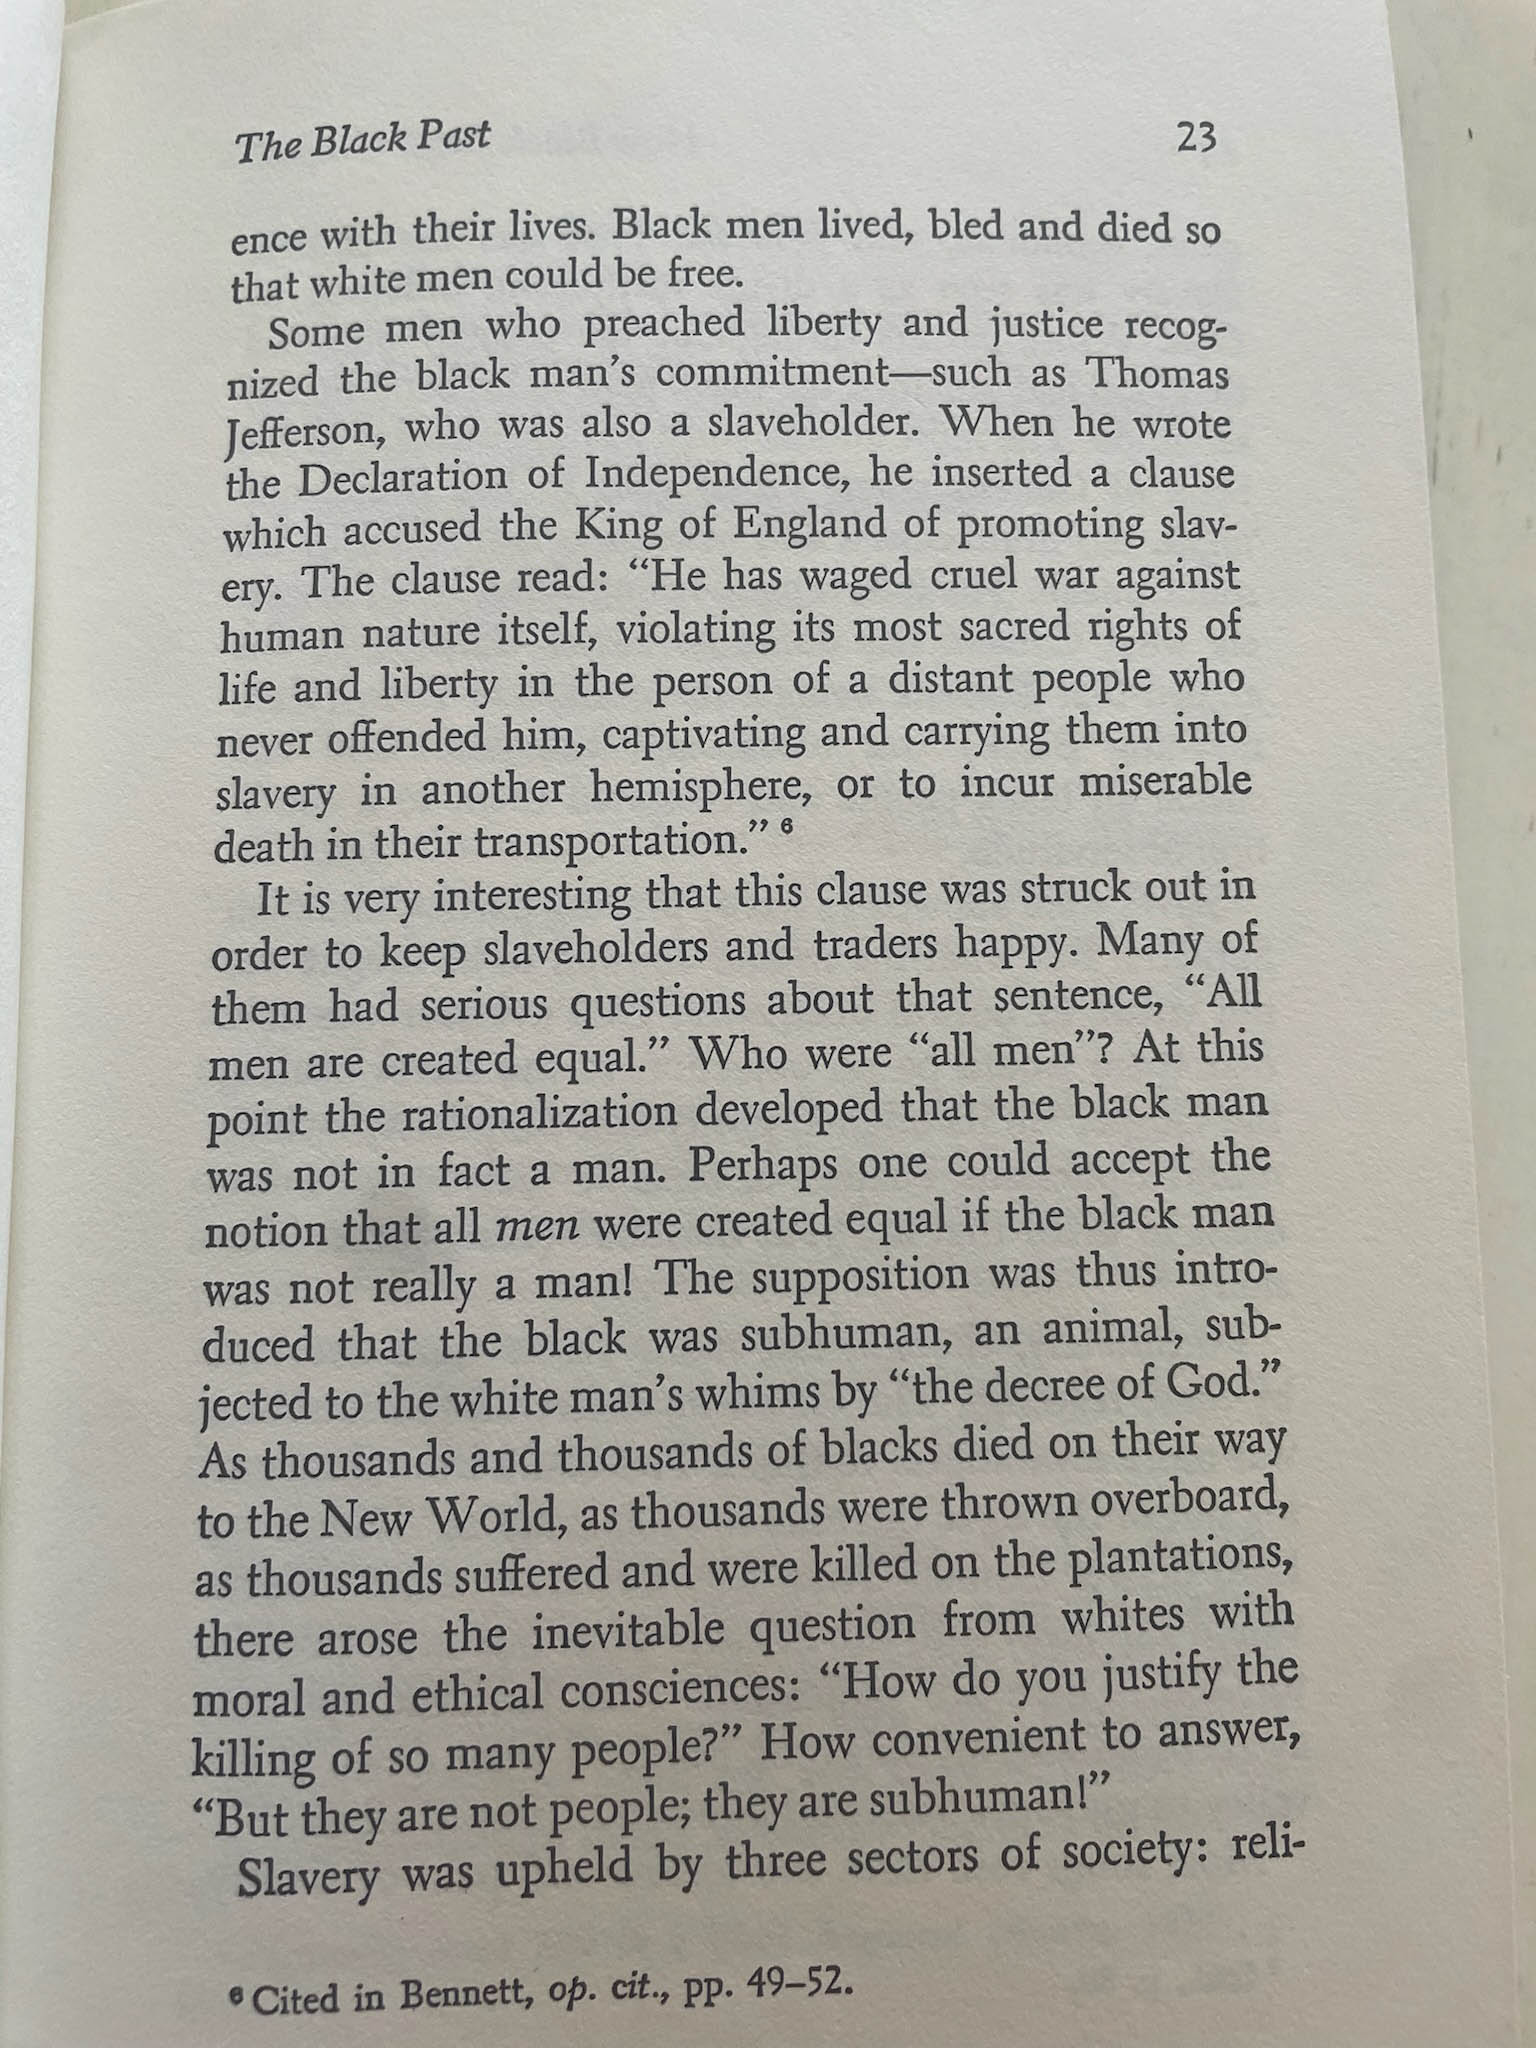 The Black Past 23
ence with their lives. Black men lived, bled and died so
that white men could be free.
Some men who preached liberty and justice recog-
nized the black man's commitment—such as Thomas
Jefferson, who was also a slaveholder. When he wrote
the Declaration of Independence, he inserted a clause
which accused the King of England of promoting slav-
ery. The clause read: “He has waged cruel war against
human nature itself, violating its most sacred rights of
life and liberty in the person of a distant people who
never offended him, captivating and carrying them into
slavery in another hemisphere, or to incur miserable
death in their transportation.” 6
It is very interesting that this clause was struck out in
order to keep slaveholders and traders happy. Many of
them had serious questions about that sentence, “All
men are created equal.” Who were “all men”? At this
point the rationalization developed that the black man
was not in fact a man. Perhaps one could accept the
notion that all men were created equal if the black man
was not really a man! The supposition was thus intro-
duced that the black was subhuman, an animal, sub-
jected to the white man's whims by “the decree of God.”
As thousands and thousands of blacks died on their way
to the New World, as thousands were thrown overboard,
as thousands suffered and were killed on the plantations,
there arose the inevitable question from whites with
moral and ethical consciences: “How do you justify the
killing of so many people?” How convenient to answer,
“But they are not people; they are subhuman!”
Slavery was upheld by three sectors of society: reli-
6 Cited in Bennett, op. cit., pp. 49–52.